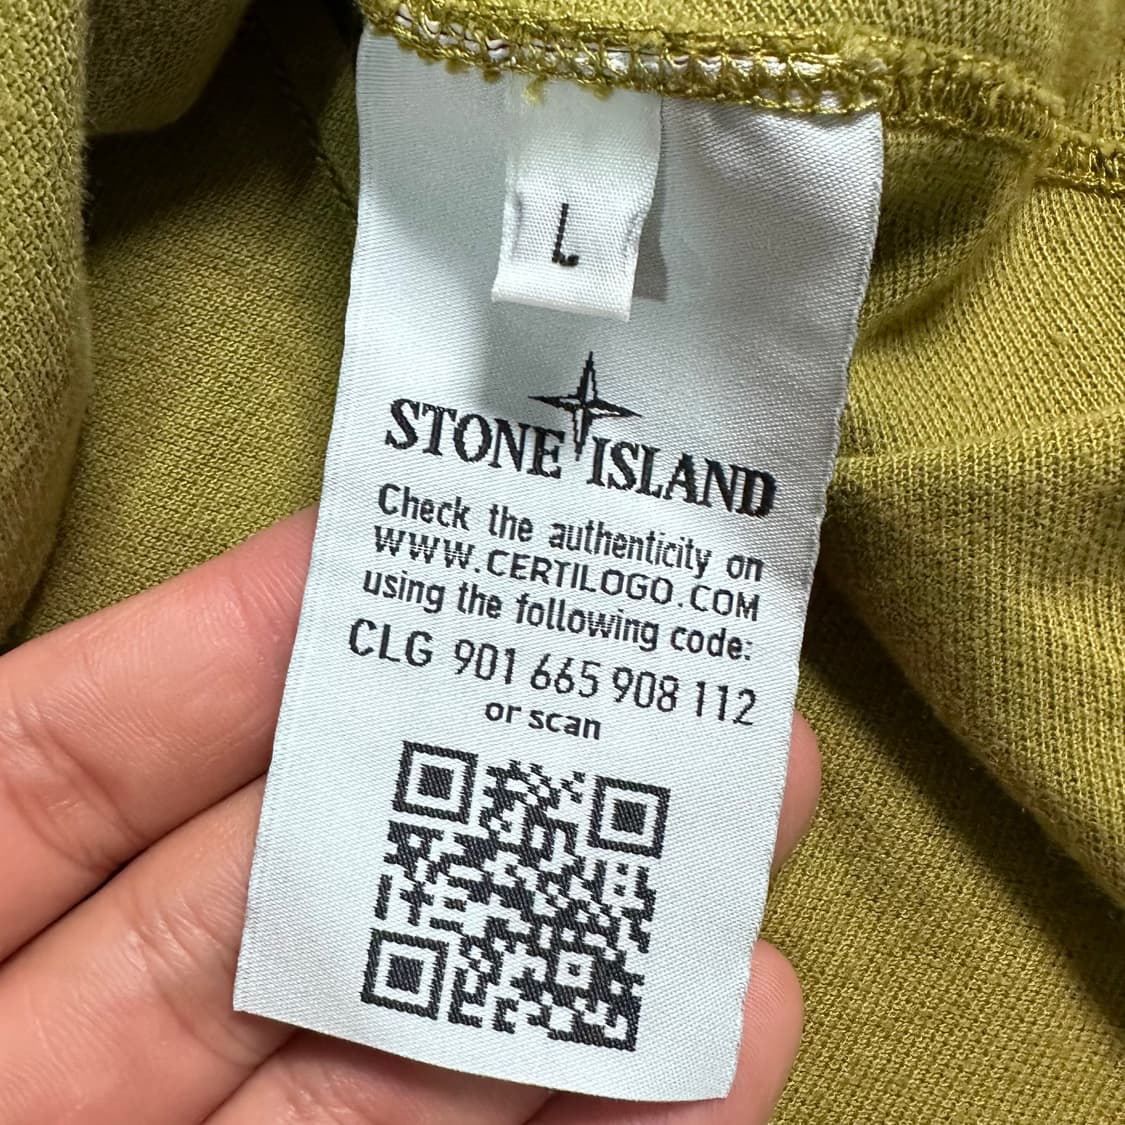 L
STONE ISLAND
Check the authenticity on
WWW.CERTILOGO.COM
using the following code:
CLG 901 665 908 112
or scan